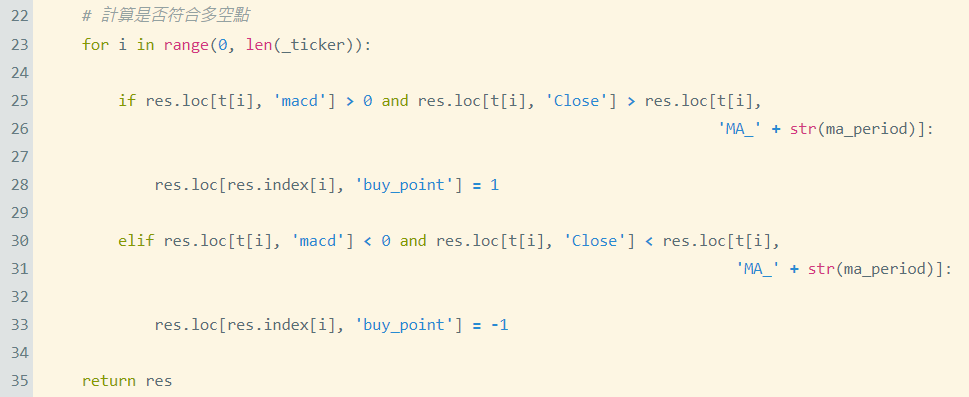 22 # 計算是否符合多空點
23 for i in range(0, len(_ticker)):
24
25 if res.loc[t[i], 'macd'] > 0 and res.loc[t[i], 'Close'] > res.loc[t[i],
26 'MA_' + str(ma_period)]:
27
28 res.loc[res.index[i], 'buy_point'] = 1
29
30 elif res.loc[t[i], 'macd'] < 0 and res.loc[t[i], 'Close'] < res.loc[t[i],
31 'MA_' + str(ma_period)]:
32
33 res.loc[res.index[i], 'buy_point'] = -1
34
35 return res